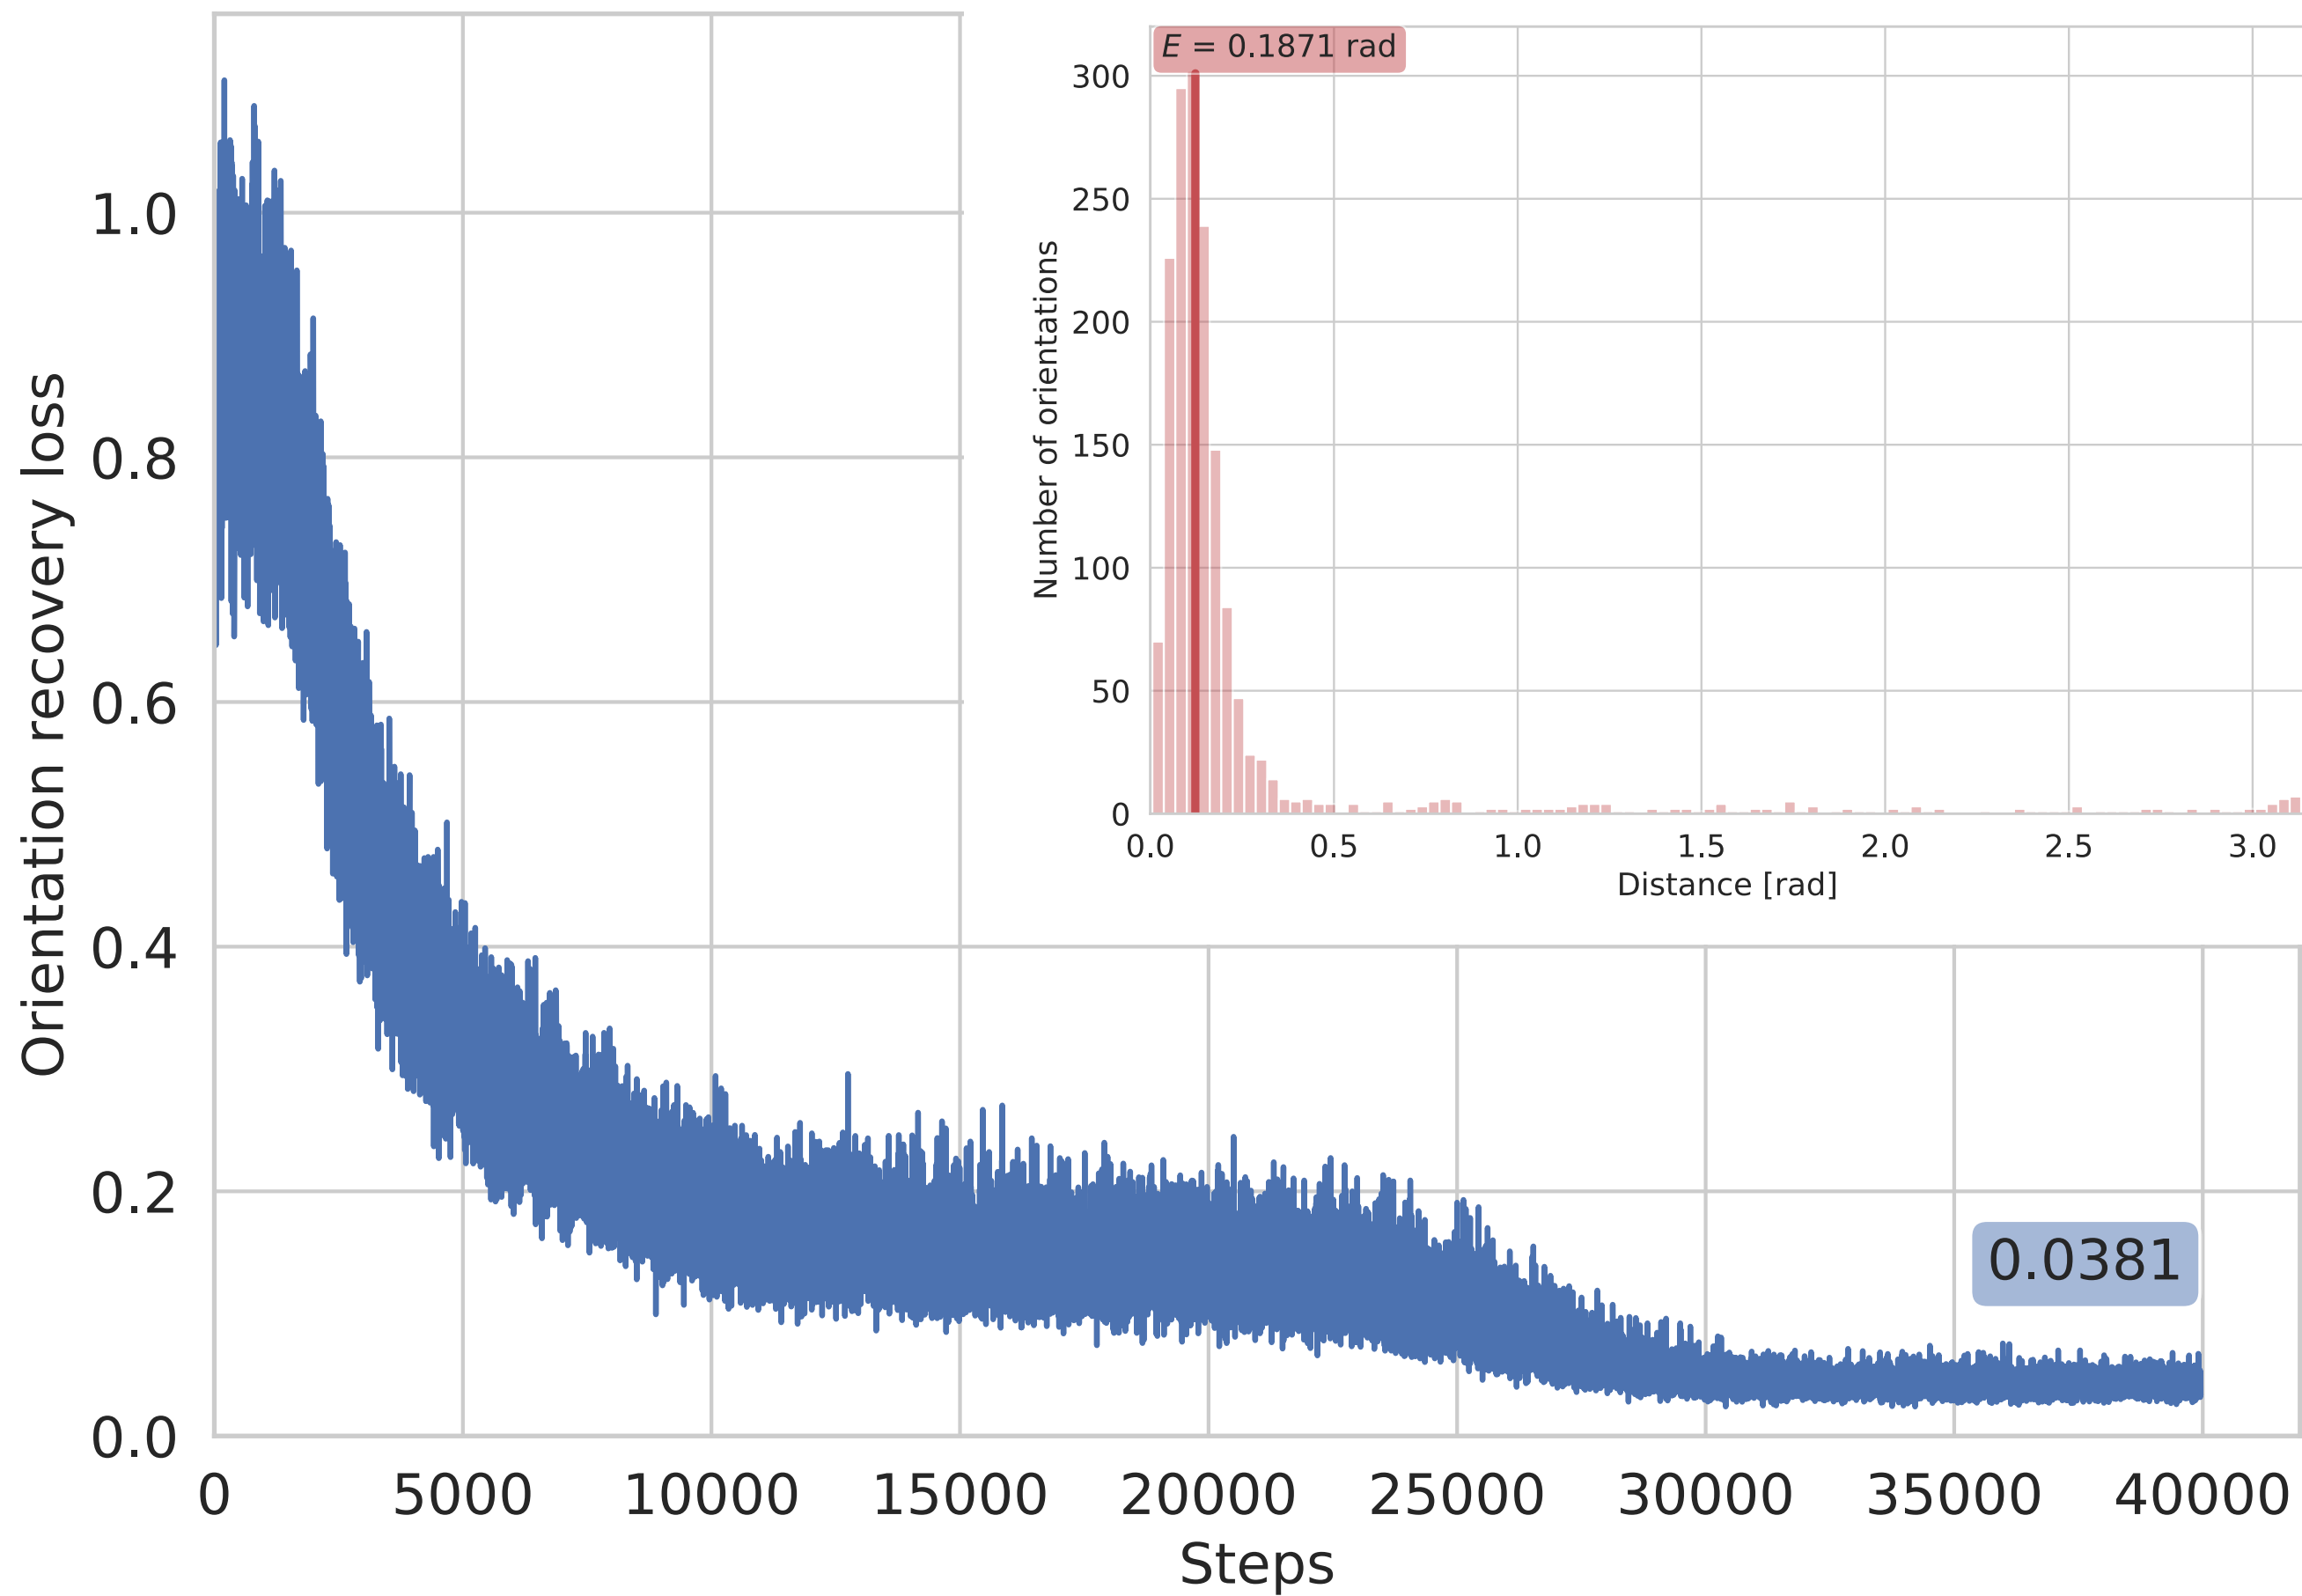 E = 0.1871 rad
300
250
200
150
100
50
0
Number of orientations
0.0 0.5 1.0 1.5 2.0 2.5 3.0
Distance [rad]
1.0
0.8
0.6
0.4
0.2
0.0
Orientation recovery loss
0.0381
0 5000 10000 15000 20000 25000 30000 35000 40000
Steps